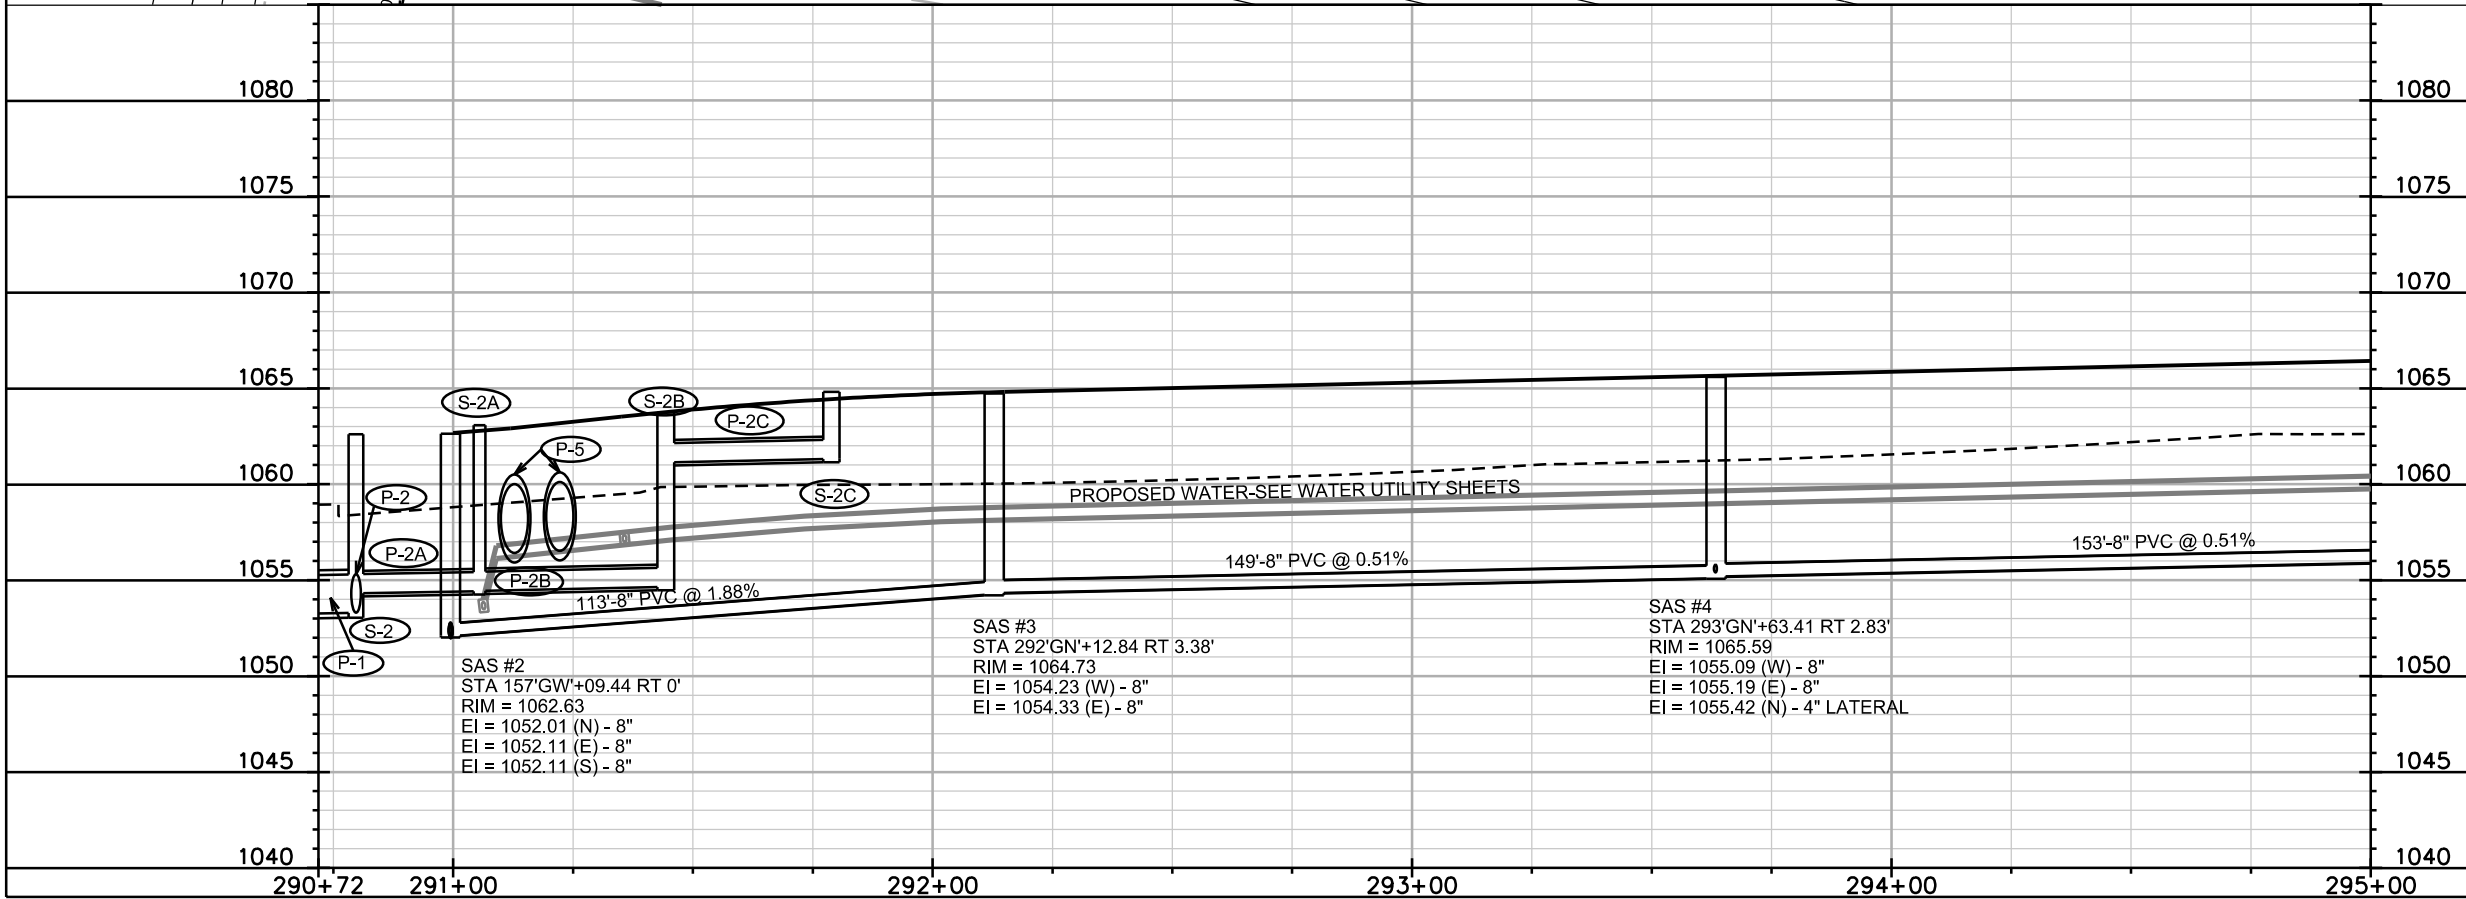 1080 1080
1075 1075
1070 1070
1065 1065
S-2A S-2B
P-2C
P-5
1060 1060
P-2 S-2C PROPOSED WATER-SEE WATER UTILITY SHEETS
P-2A
149'-8" PVC @ 0.51% 153'-8" PVC @ 0.51%
1055 1055
P-2B
113'-8" PVC @ 1.88%
S-2
P-1
1050 1050
SAS #2
STA 157'GW'+09.44 RT 0'
RIM = 1062.63
EI = 1052.01 (N) - 8"
EI = 1052.11 (E) - 8"
EI = 1052.11 (S) - 8"
SAS #3
STA 292'GN'+12.84 RT 3.38'
RIM = 1064.73
EI = 1054.23 (W) - 8"
EI = 1054.33 (E) - 8"
SAS #4
STA 293'GN'+63.41 RT 2.83'
RIM = 1065.59
EI = 1055.09 (W) - 8"
EI = 1055.19 (E) - 8"
EI = 1055.42 (N) - 4" LATERAL
1045 1045
1040 1040
290+72 291+00 292+00 293+00 294+00 295+00